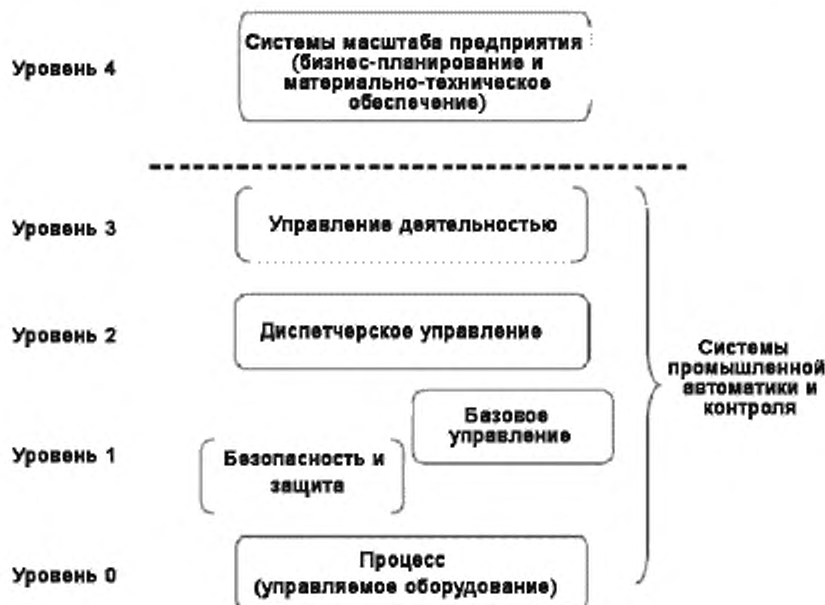 Уровень 4
Системы масштаба предприятия
(бизнес-планирование и
материально-техническое
обеспечение)
Уровень 3
Управление деятельностью
Уровень 2
Диспетчерское управление
Системы
промышленной
автоматики и
контроля
Уровень 1
Базовое
управление
Безопасность и
защита
Уровень 0
Процесс
(управляемое оборудование)